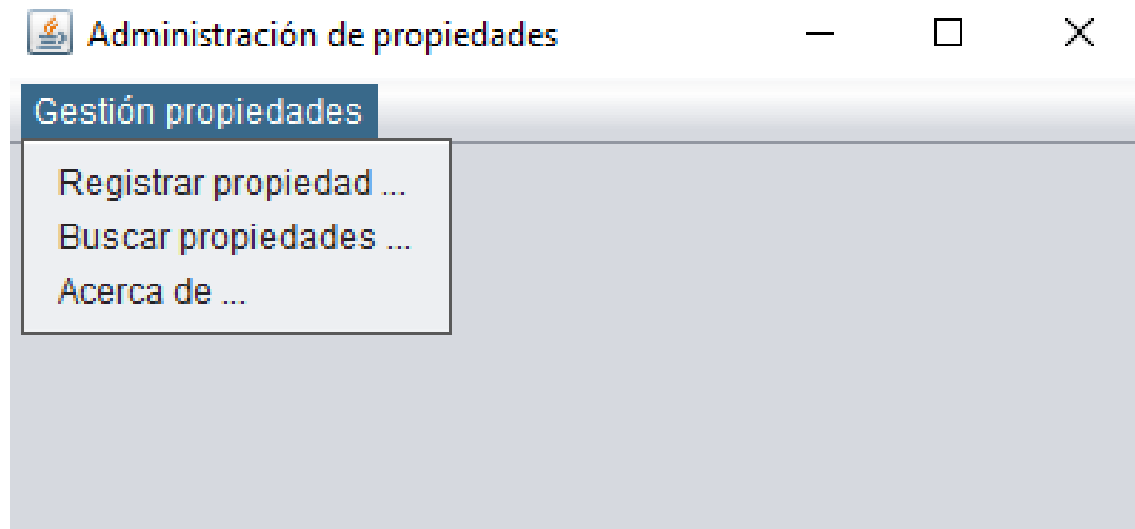 Administración de propiedades
Gestión propiedades
Registrar propiedad ...
Buscar propiedades ...
Acerca de ...